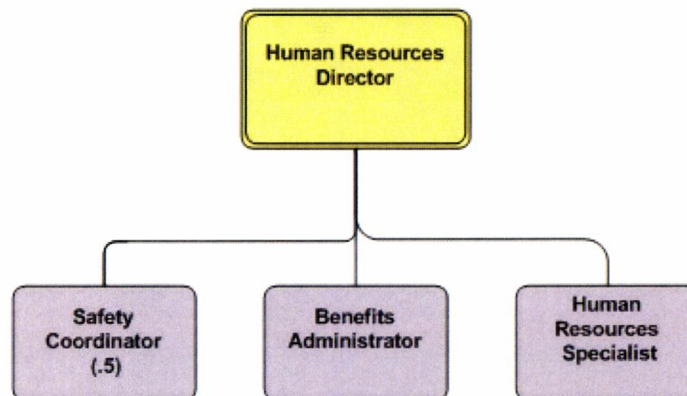 Human Resources
Director
Safety
Coordinator
(.5)
Benefits
Administrator
Human
Resources
Specialist